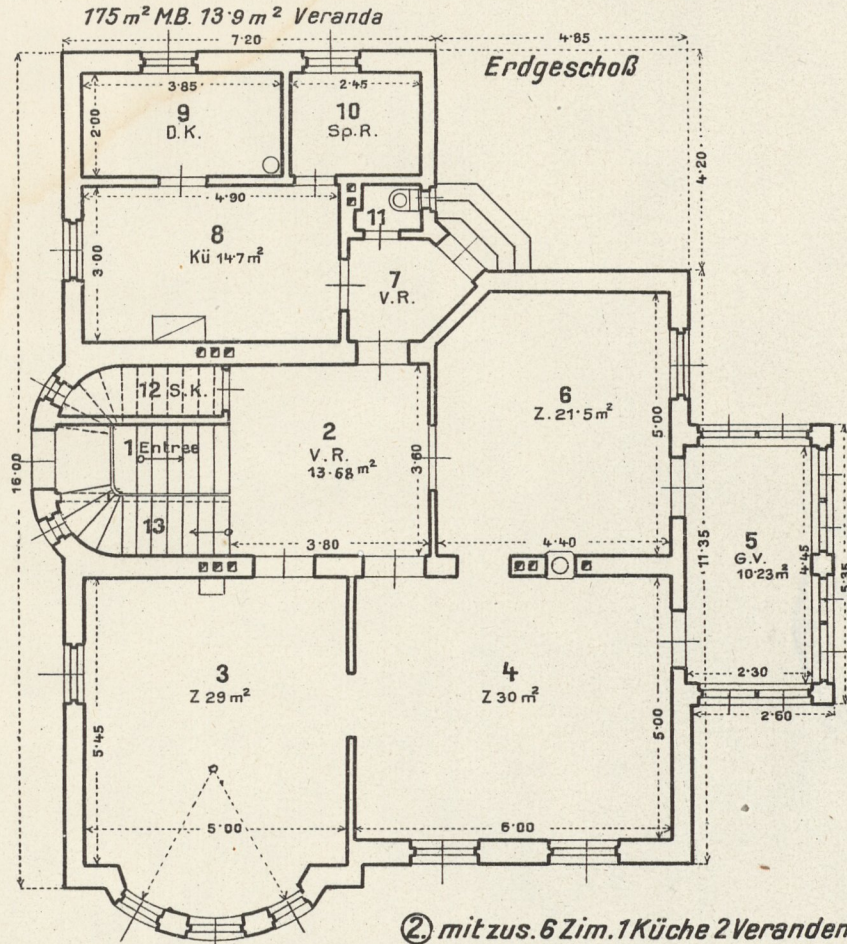 175 m² M.B. 13·9 m² Veranda
7·20
4·85
Erdgeschoß
3·85
2·45
2·00
9
D.K.
10
Sp.R.
4·20
4·90
11
8
Kü 14·7 m²
3·00
7
V.R.
12 Sp.K.
6
Z. 21·5 m²
5·00
2
V.R.
13·68 m²
3·60
1 Entree
16·00
13
3·80
4·40
11·35
5
G.V.
10·23 m²
4·45
5·35
3
Z 29 m²
4
Z 30 m²
2·30
2·60
5·45
5·00
5·00
6·00
2. mit zus. 6 Zim. 1 Küche 2 Veranden